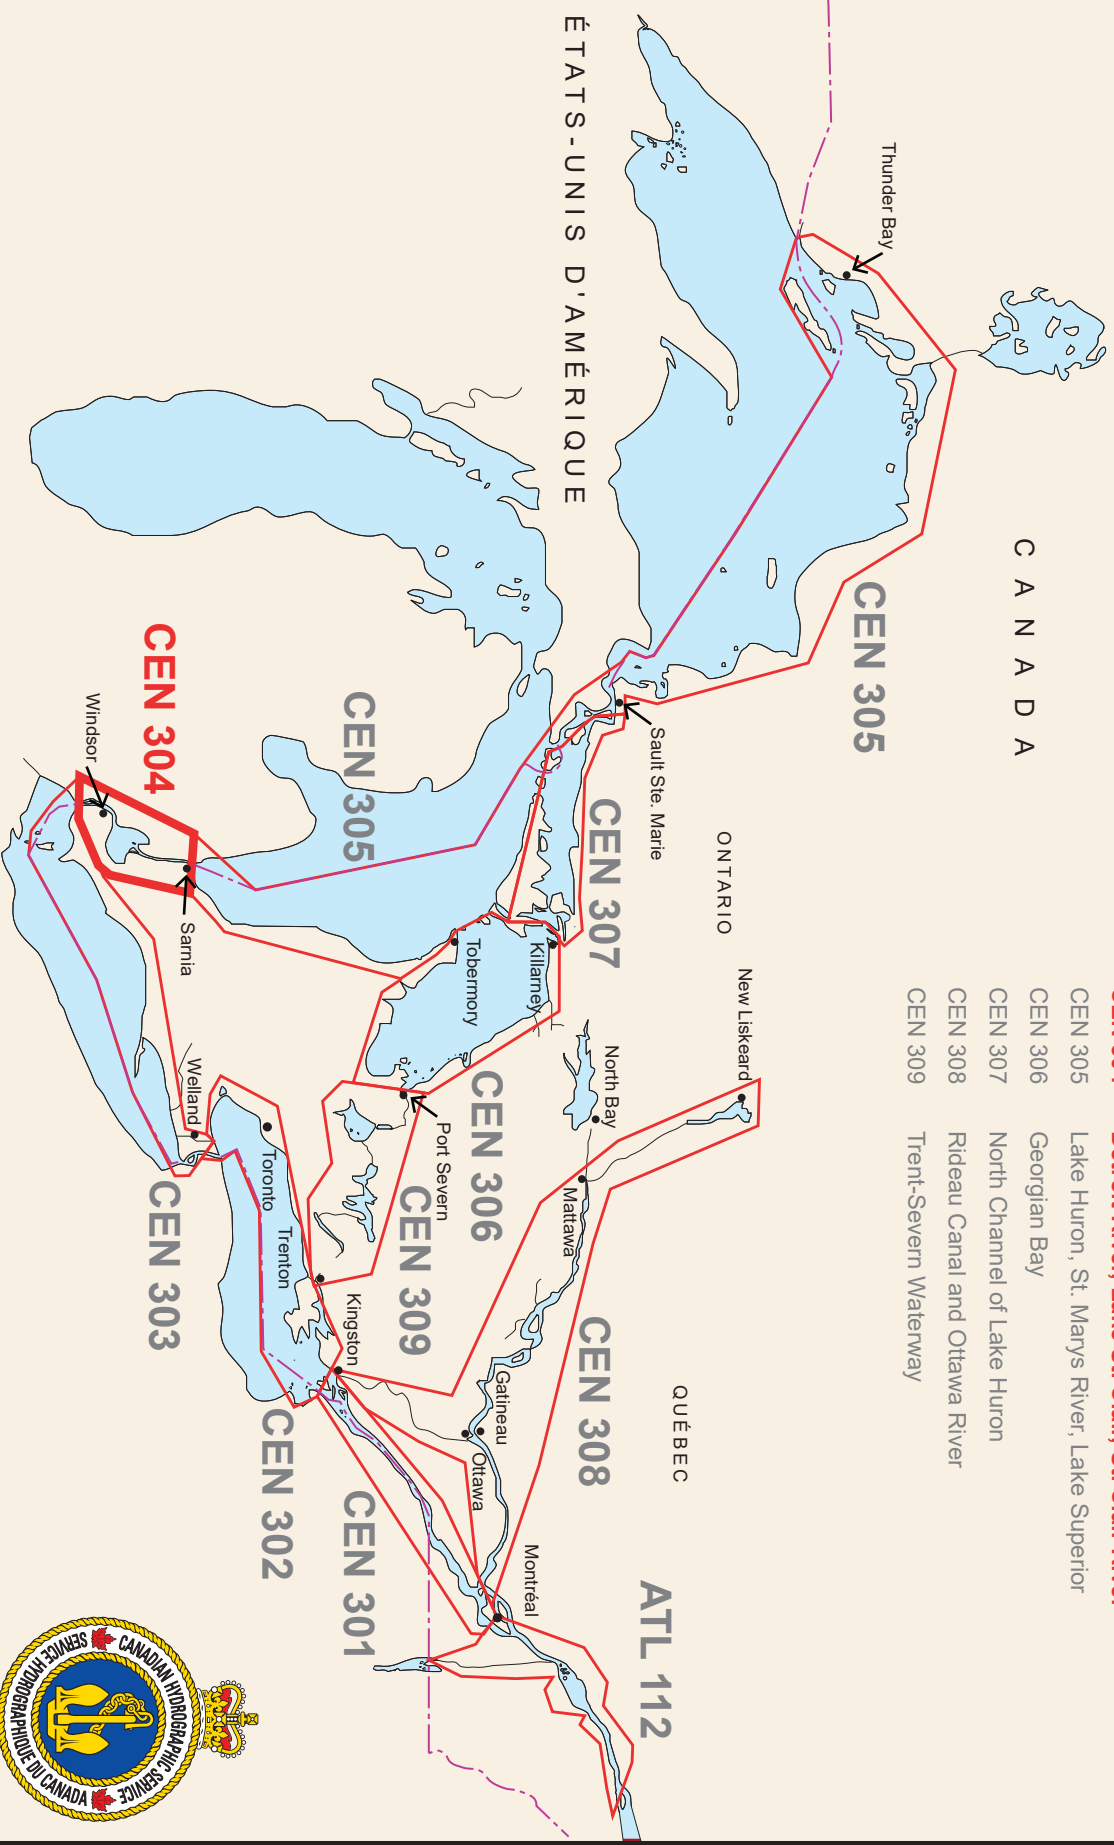 CEN 305 Lake Huron, St. Marys River, Lake Superior
CEN 306 Georgian Bay
CEN 307 North Channel of Lake Huron
CEN 308 Rideau Canal and Ottawa River
CEN 309 Trent-Severn Waterway
CANADA
Thunder Bay
CEN 305
ONTARIO
New Liskeard
QUÉBEC
Sault Ste. Marie
ATL 112
CEN 307
North Bay
CEN 308
Mattawa
ÉTATS-UNIS D'AMÉRIQUE
Killarney
Montréal
Gatineau
CEN 306
Tobermory
Ottawa
Port Severn
CEN 309
CEN 305
Kingston
CEN 301
Trenton
Toronto
CEN 302
Welland
Sarnia
CEN 303
CEN 304
Windsor
CANADIAN HYDROGRAPHIC SERVICE
SERVICE HYDROGRAPHIQUE DU CANADA